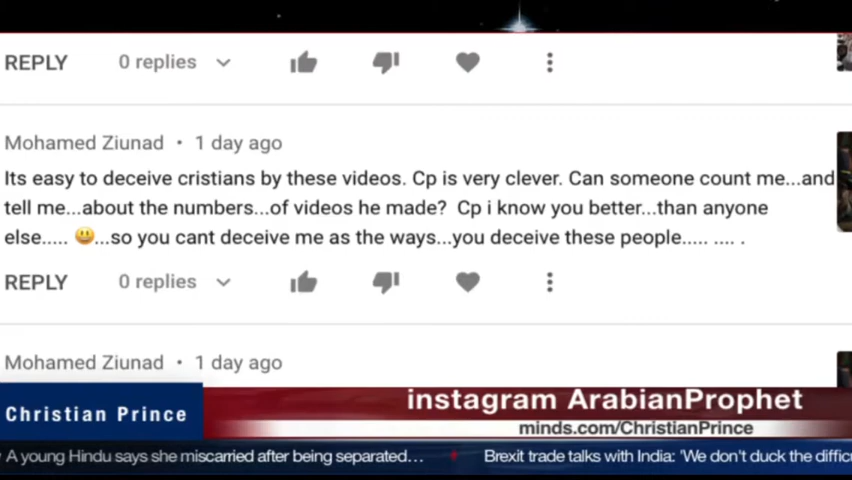 REPLY 0 replies
Mohamed Ziunad • 1 day ago
Its easy to deceive cristians by these videos. Cp is very clever. Can someone count me...and
tell me...about the numbers...of videos he made? Cp i know you better...than anyone
else..... 😃...so you cant deceive me as the ways...you deceive these people..... .... .
REPLY 0 replies
Mohamed Ziunad • 1 day ago
Christian Prince
instagram ArabianProphet
minds.com/ChristianPrince
A young Hindu says she miscarried after being separated... • Brexit trade talks with India: 'We don't duck the